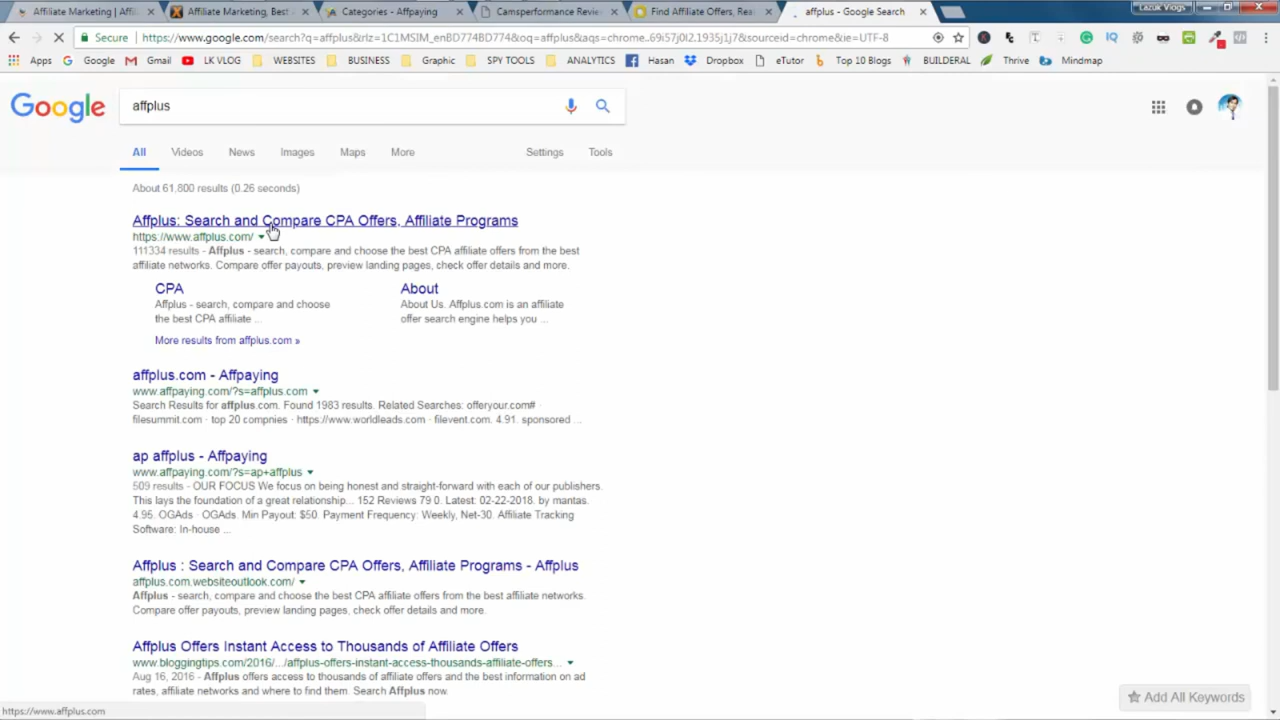 Affiliate Marketing | Affili
Affiliate Marketing, Best A
Categories - Affpaying
Camsperformance Review
Find Affiliate Offers, Rea
affplus - Google Search
Lazuk Vlogs
Secure
https://www.google.com/search?q=affplus&rlz=1C1MSIM_enBD774BD774&oq=affplus&aqs=chrome..69i57j0l2.1935j1j7&sourceid=chrome&ie=UTF-8
Apps
Google
Gmail
LK VLOG
WEBSITES
BUSINESS
Graphic
SPY TOOLS
ANALYTICS
Hasan
Dropbox
eTutor
Top 10 Blogs
BUILDERAL
Thrive
Mindmap
Google
affplus
All
Videos
News
Images
Maps
More
Settings
Tools
About 61,800 results (0.26 seconds)
Affplus: Search and Compare CPA Offers, Affiliate Programs
https://www.affplus.com/
111334 results - Affplus - search, compare and choose the best CPA affiliate offers from the best
affiliate networks. Compare offer payouts, preview landing pages, check offer details and more.
CPA
Affplus - search, compare and choose
the best CPA affiliate ...
About
About Us. Affplus.com is an affiliate
offer search engine helps you ...
More results from affplus.com »
affplus.com - Affpaying
www.affpaying.com/?s=affplus.com
Search Results for affplus.com. Found 1983 results. Related Searches: offeryour.com# ·
filesummit.com · top 20 compnies · https://www.worldleads.com · filevent.com. 4.91. sponsored ...
ap affplus - Affpaying
www.affpaying.com/?s=ap+affplus
509 results - OUR FOCUS We focus on being honest and straight-forward with each of our publishers.
This lays the foundation of a great relationship... 152 Reviews 79 0. Latest: 02-22-2018. by mantas.
4.95. OGAds · OGAds. Min Payout: $50. Payment Frequency: Weekly, Net-30. Affiliate Tracking
Software: In-house ...
Affplus : Search and Compare CPA Offers, Affiliate Programs - Affplus
affplus.com.websiteoutlook.com/
Affplus - search, compare and choose the best CPA affiliate offers from the best affiliate networks.
Compare offer payouts, preview landing pages, check offer details and more.
Affplus Offers Instant Access to Thousands of Affiliate Offers
www.bloggingtips.com/2016/.../affplus-offers-instant-access-thousands-affiliate-offers...
Aug 16, 2016 - Affplus offers access to thousands of affiliate offers and the best information on ad
rates, affiliate networks and where to find them. Search Affplus now.
Add All Keywords
https://www.affplus.com